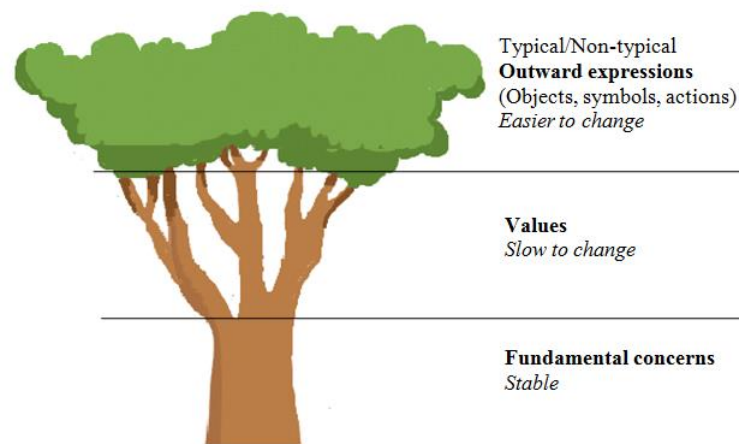 Typical/Non-typical
Outward expressions
(Objects, symbols, actions)
Easier to change
Values
Slow to change
Fundamental concerns
Stable